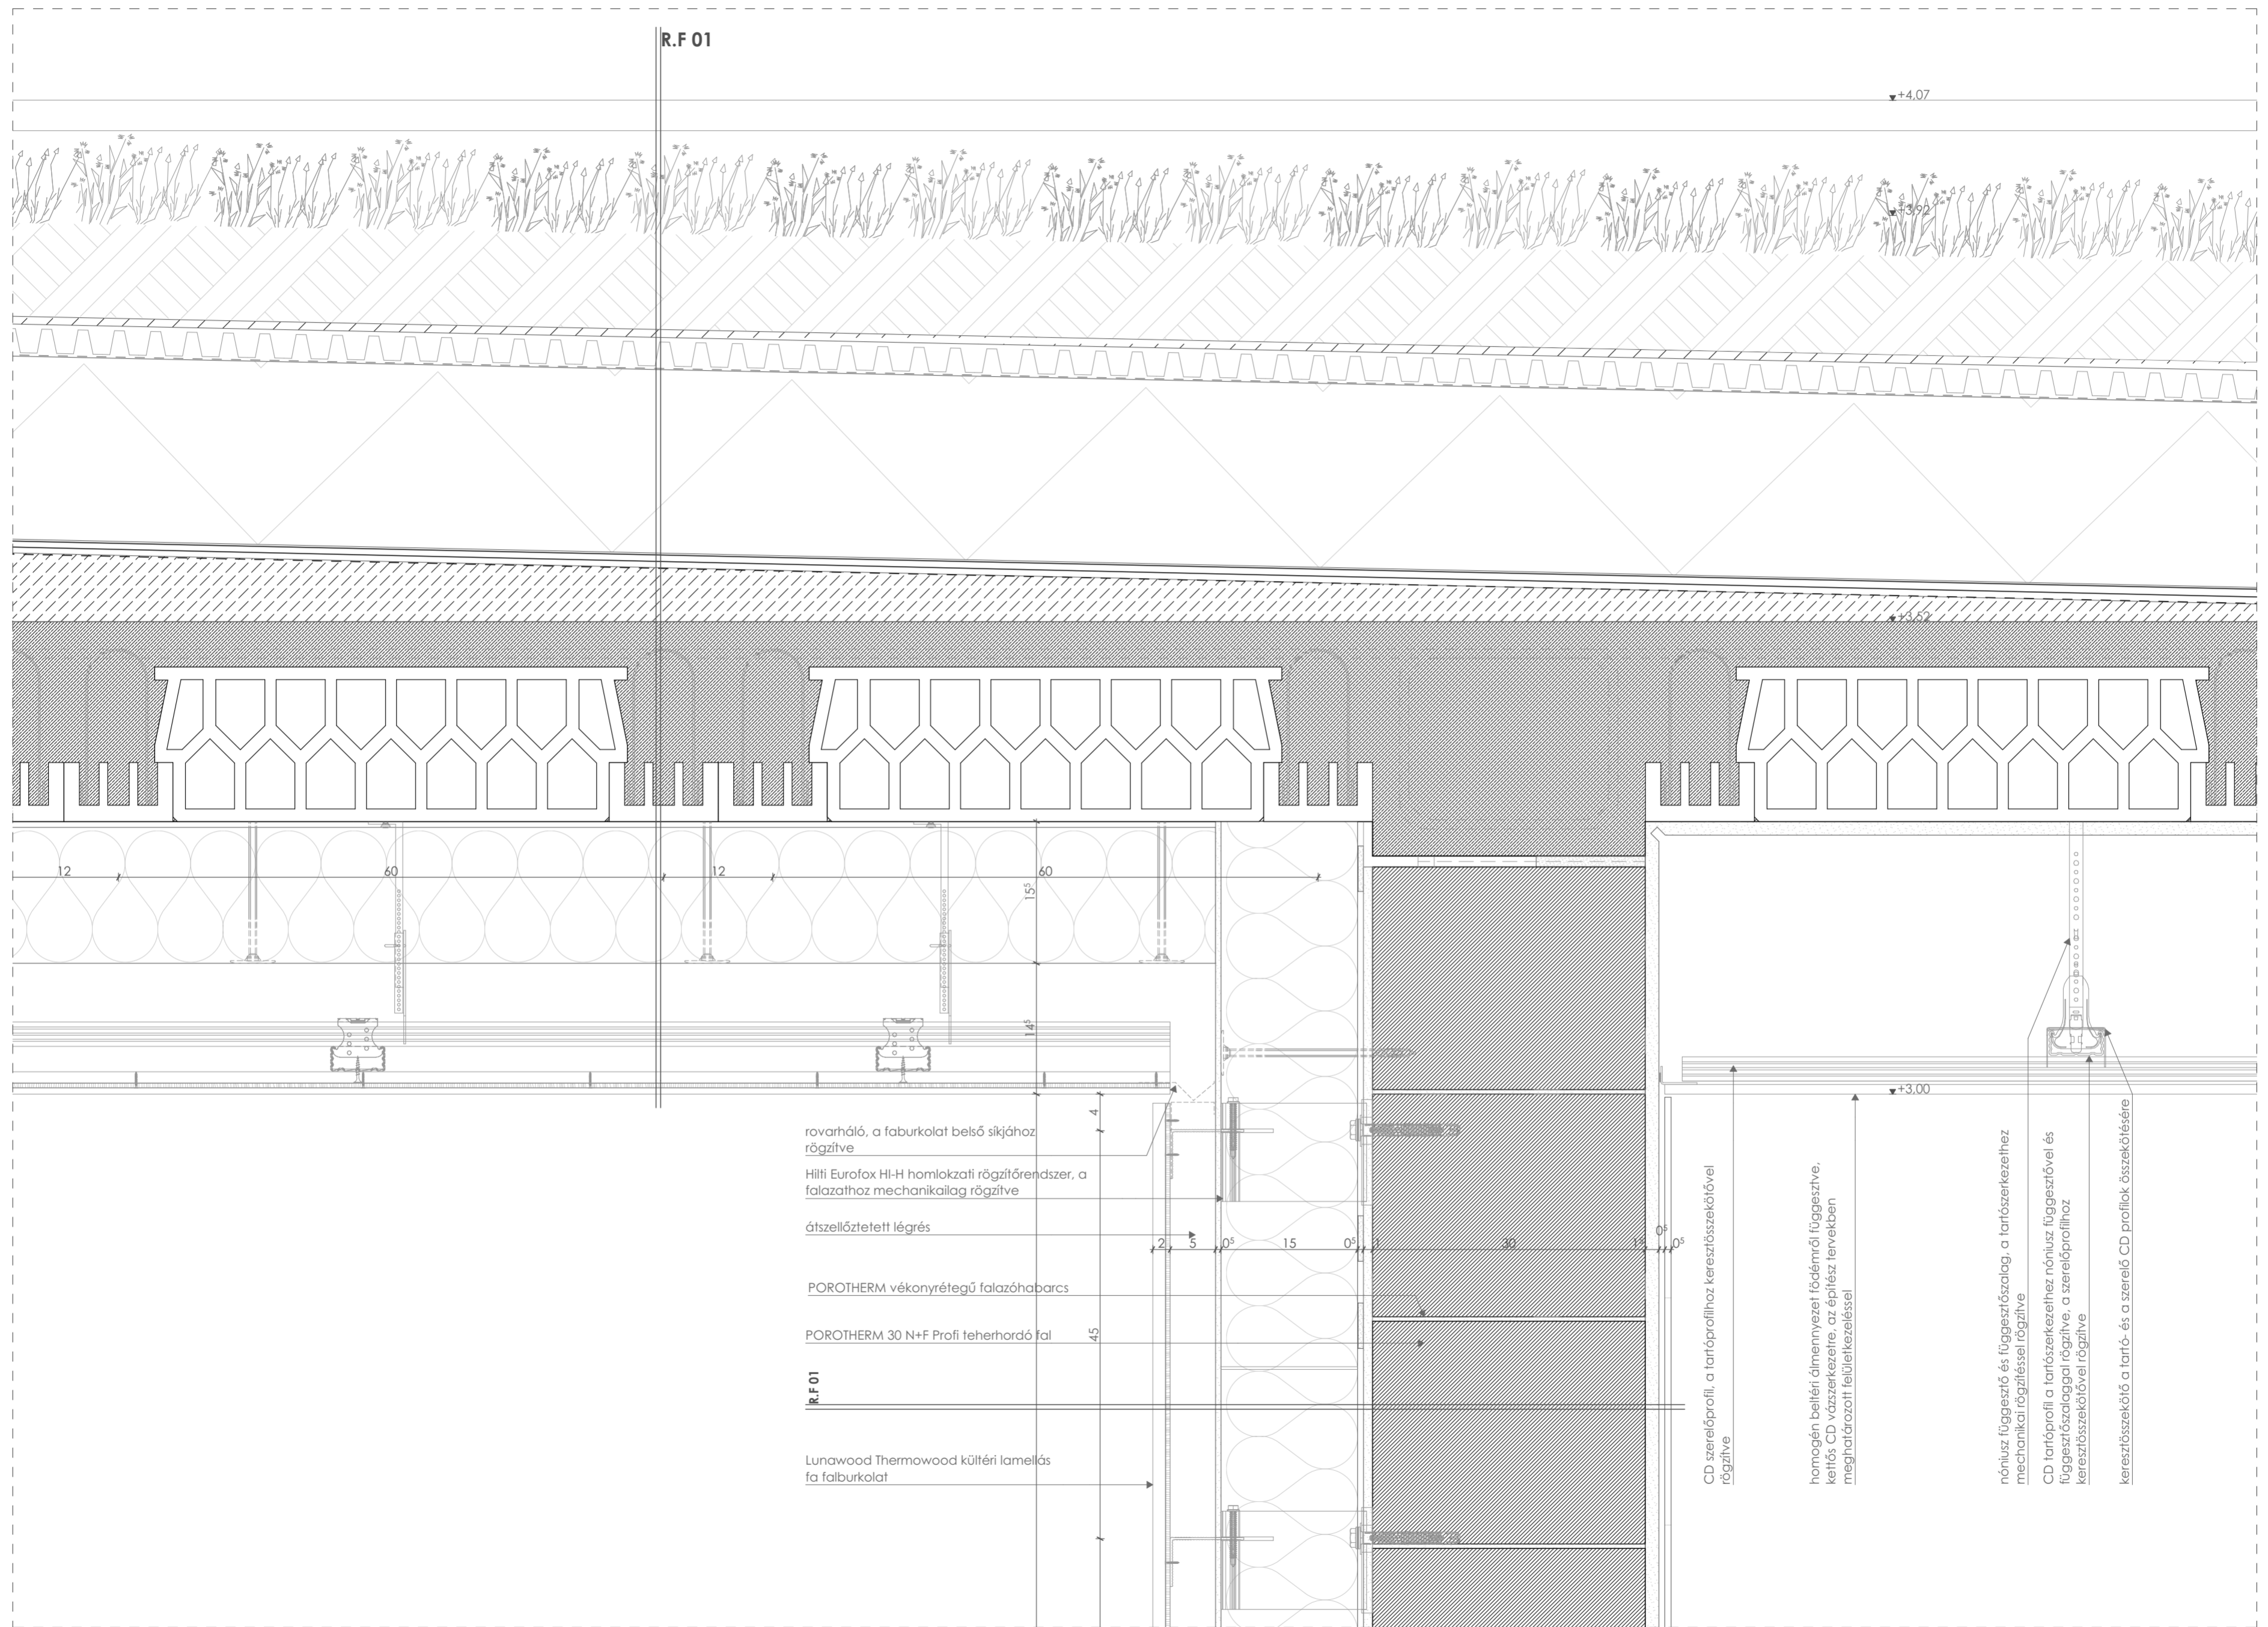 R.F 01
+4,07
+3,92
+3,52
12
60
12
60
15⁵
14⁵
+3,00
4
rovarháló, a faburkolat belső síkjához
rögzítve
Hilti Eurofox HI-H homlokzati rögzítőrendszer, a
falazathoz mechanikailag rögzítve
átszellőztetett légrés
2
5
0⁵
15
0⁵
1
30
1⁵
0⁵
0⁵
POROTHERM vékonyrétegű falazóhabarcs
POROTHERM 30 N+F Profi teherhordó fal
45
R.F 01
Lunawood Thermowood kültéri lamellás
fa falburkolat
CD szerelőprofil, a tartóprofilhoz keresztösszekötővel
rögzítve
homogén beltéri álmennyezet födémről függesztve,
kettős CD vázszerkezetre, az építész tervekben
meghatározott felületkezeléssel
nóniusz függesztő és függesztőszalag, a tartószerkezethez
mechanikai rögzítéssel rögzítve
CD tartóprofil a tartószerkezethez nóniusz függesztővel és
függesztőszalaggal rögzítve, a szerelőprofilhoz
keresztösszekötővel rögzítve
keresztösszekötő a tartó- és a szerelő CD profilok összekötésére